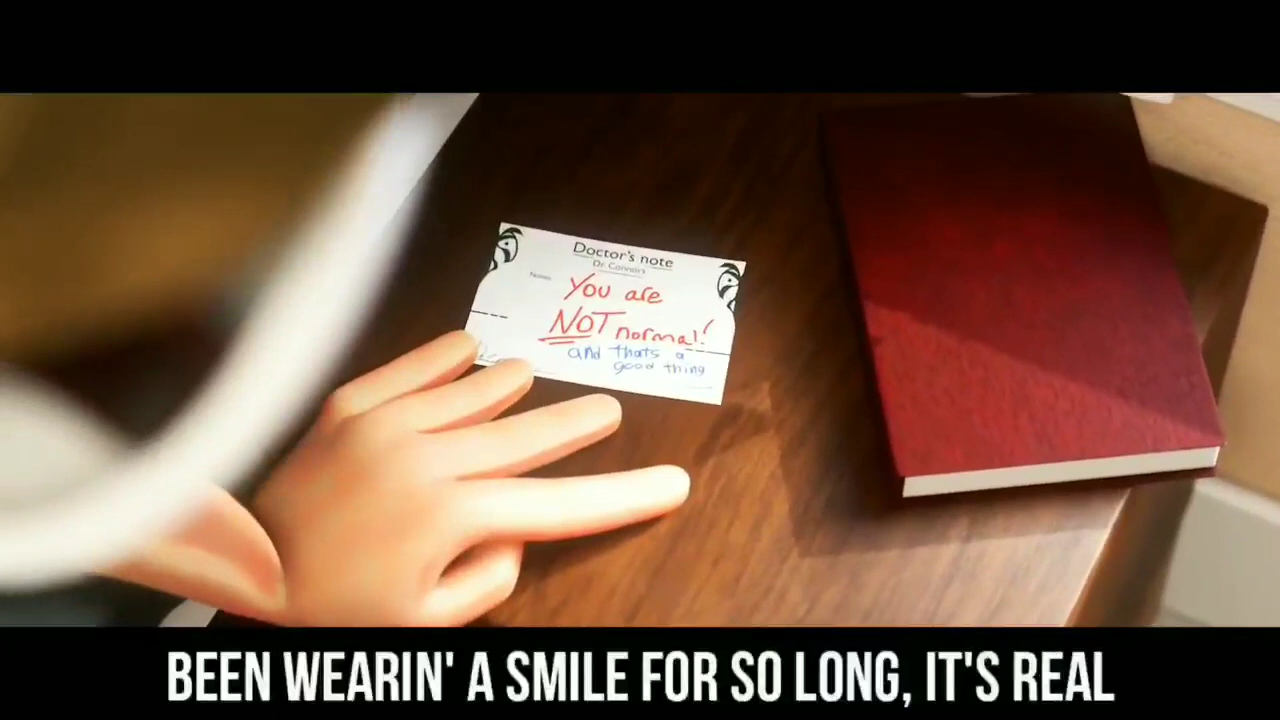 Doctor's note
Dr. Connors
Name
You are
NOT normal!
and thats a
good thing
BEEN WEARIN' A SMILE FOR SO LONG, IT'S REAL